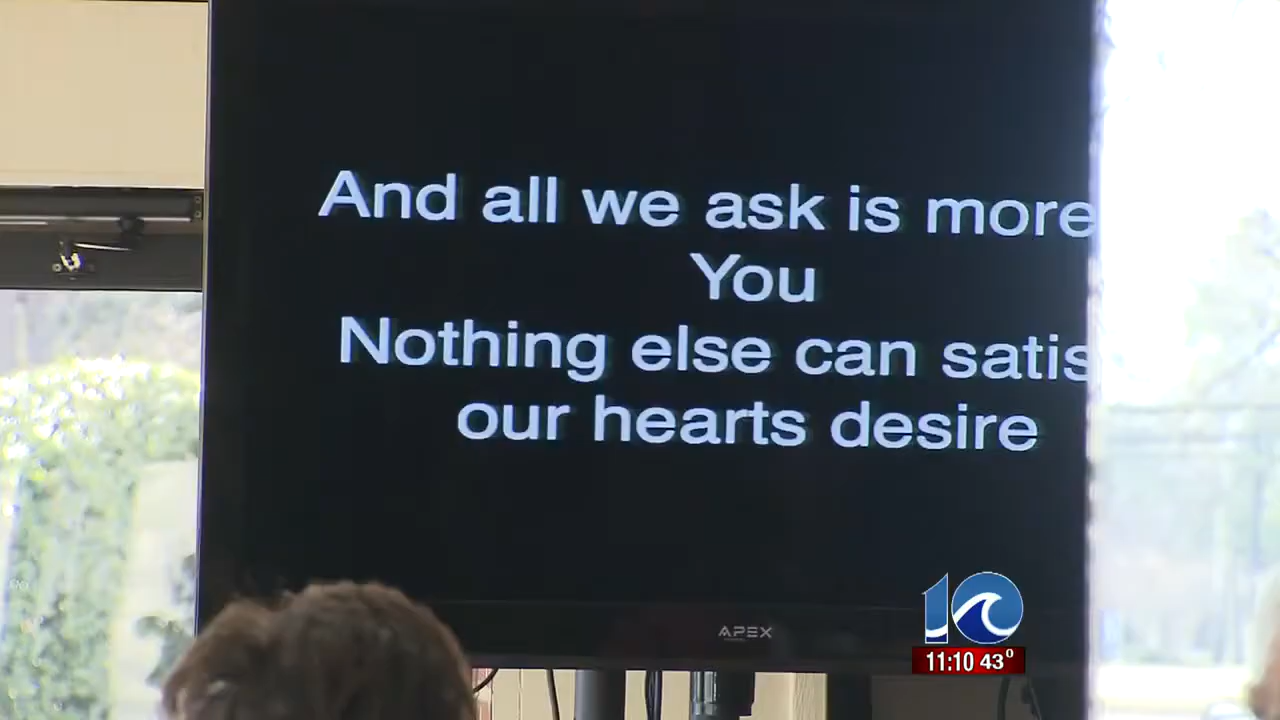 And all we ask is more
You
Nothing else can satis
our hearts desire
APEX
10
11:10 43°